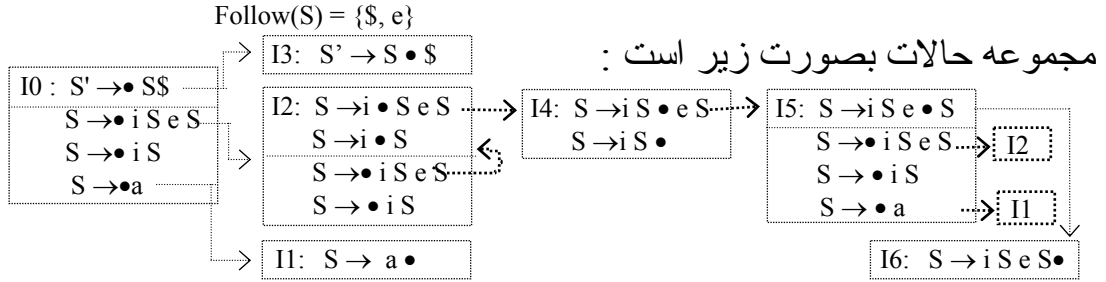 Follow(S) = {$, e}
مجموعه حالات بصورت زیر است :
I0 : S' →• S$
S →• i S e S
S →• i S
S →•a
I3: S’ → S • $
I2: S →i • S e S
S →i • S
S →• i S e S
S → • i S
I1: S → a •
I4: S →i S • e S
S →i S •
I5: S →i S e • S
S →• i S e S
S → • i S
S → • a
I2
I1
I6: S → i S e S•